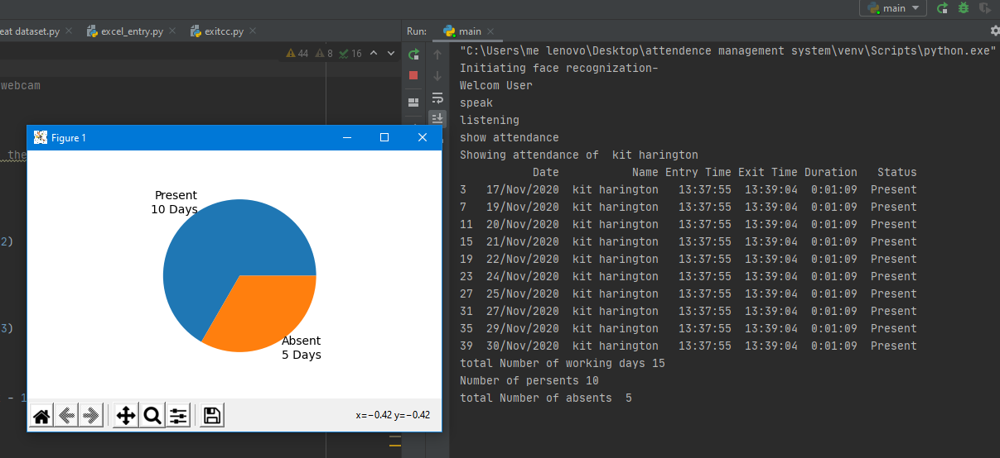 main
eat dataset.py
excel_entry.py
exitcc.py
Run:
main
44
8
16
webcam
the
2)
3)
- 1
Figure 1
Present
10 Days
Absent
5 Days
x=−0.42 y=−0.42
"C:\Users\me lenovo\Desktop\attendence management system\venv\Scripts\python.exe"
Initiating face recognization-
Welcom User
speak
listening
show attendance
Showing attendance of  kit harington
Date Name Entry Time Exit Time Duration Status
3 17/Nov/2020 kit harington 13:37:55 13:39:04 0:01:09 Present
7 19/Nov/2020 kit harington 13:37:55 13:39:04 0:01:09 Present
11 20/Nov/2020 kit harington 13:37:55 13:39:04 0:01:09 Present
15 21/Nov/2020 kit harington 13:37:55 13:39:04 0:01:09 Present
19 22/Nov/2020 kit harington 13:37:55 13:39:04 0:01:09 Present
23 24/Nov/2020 kit harington 13:37:55 13:39:04 0:01:09 Present
27 25/Nov/2020 kit harington 13:37:55 13:39:04 0:01:09 Present
31 27/Nov/2020 kit harington 13:37:55 13:39:04 0:01:09 Present
35 29/Nov/2020 kit harington 13:37:55 13:39:04 0:01:09 Present
39 30/Nov/2020 kit harington 13:37:55 13:39:04 0:01:09 Present
total Number of working days 15
Number of persents 10
total Number of absents  5